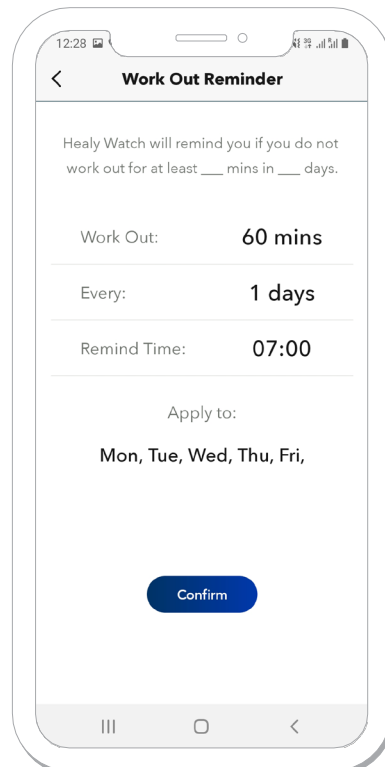 12:28
Work Out Reminder
Healy Watch will remind you if you do not
work out for at least ___ mins in ___ days.
Work Out: 60 mins
Every: 1 days
Remind Time: 07:00
Apply to:
Mon, Tue, Wed, Thu, Fri,
Confirm